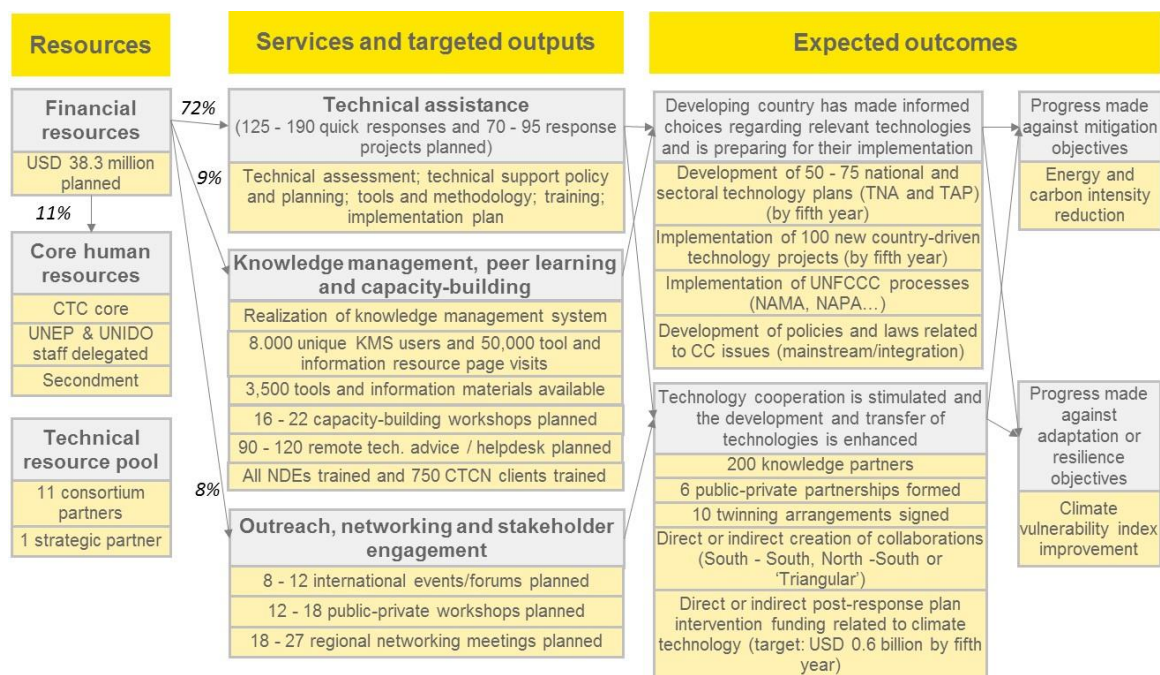 Resources
Financial
resources
USD 38.3 million
planned
11%
Core human
resources
CTC core
UNEP & UNIDO
staff delegated
Secondment
Technical
resource pool
11 consortium
partners
1 strategic partner
72%
9%
8%
Services and targeted outputs
Technical assistance
(125 - 190 quick responses and 70 - 95 response
projects planned)
Technical assessment; technical support policy
and planning; tools and methodology; training;
implementation plan
Knowledge management, peer learning
and capacity-building
Realization of knowledge management system
8.000 unique KMS users and 50,000 tool and
information resource page visits
3,500 tools and information materials available
16 - 22 capacity-building workshops planned
90 - 120 remote tech. advice / helpdesk planned
All NDEs trained and 750 CTCN clients trained
Outreach, networking and stakeholder
engagement
8 - 12 international events/forums planned
12 - 18 public-private workshops planned
18 - 27 regional networking meetings planned
Expected outcomes
Developing country has made informed
choices regarding relevant technologies
and is preparing for their implementation
Development of 50 - 75 national and
sectoral technology plans (TNA and TAP)
(by fifth year)
Implementation of 100 new country-driven
technology projects (by fifth year)
Implementation of UNFCCC processes
(NAMA, NAPA…)
Development of policies and laws related
to CC issues (mainstream/integration)
Technology cooperation is stimulated and
the development and transfer of
technologies is enhanced
200 knowledge partners
6 public-private partnerships formed
10 twinning arrangements signed
Direct or indirect creation of collaborations
(South - South, North -South or
‘Triangular’)
Direct or indirect post-response plan
intervention funding related to climate
technology (target: USD 0.6 billion by fifth
year)
Progress made
against mitigation
objectives
Energy and
carbon intensity
reduction
Progress made
against
adaptation or
resilience
objectives
Climate
vulnerability index
improvement